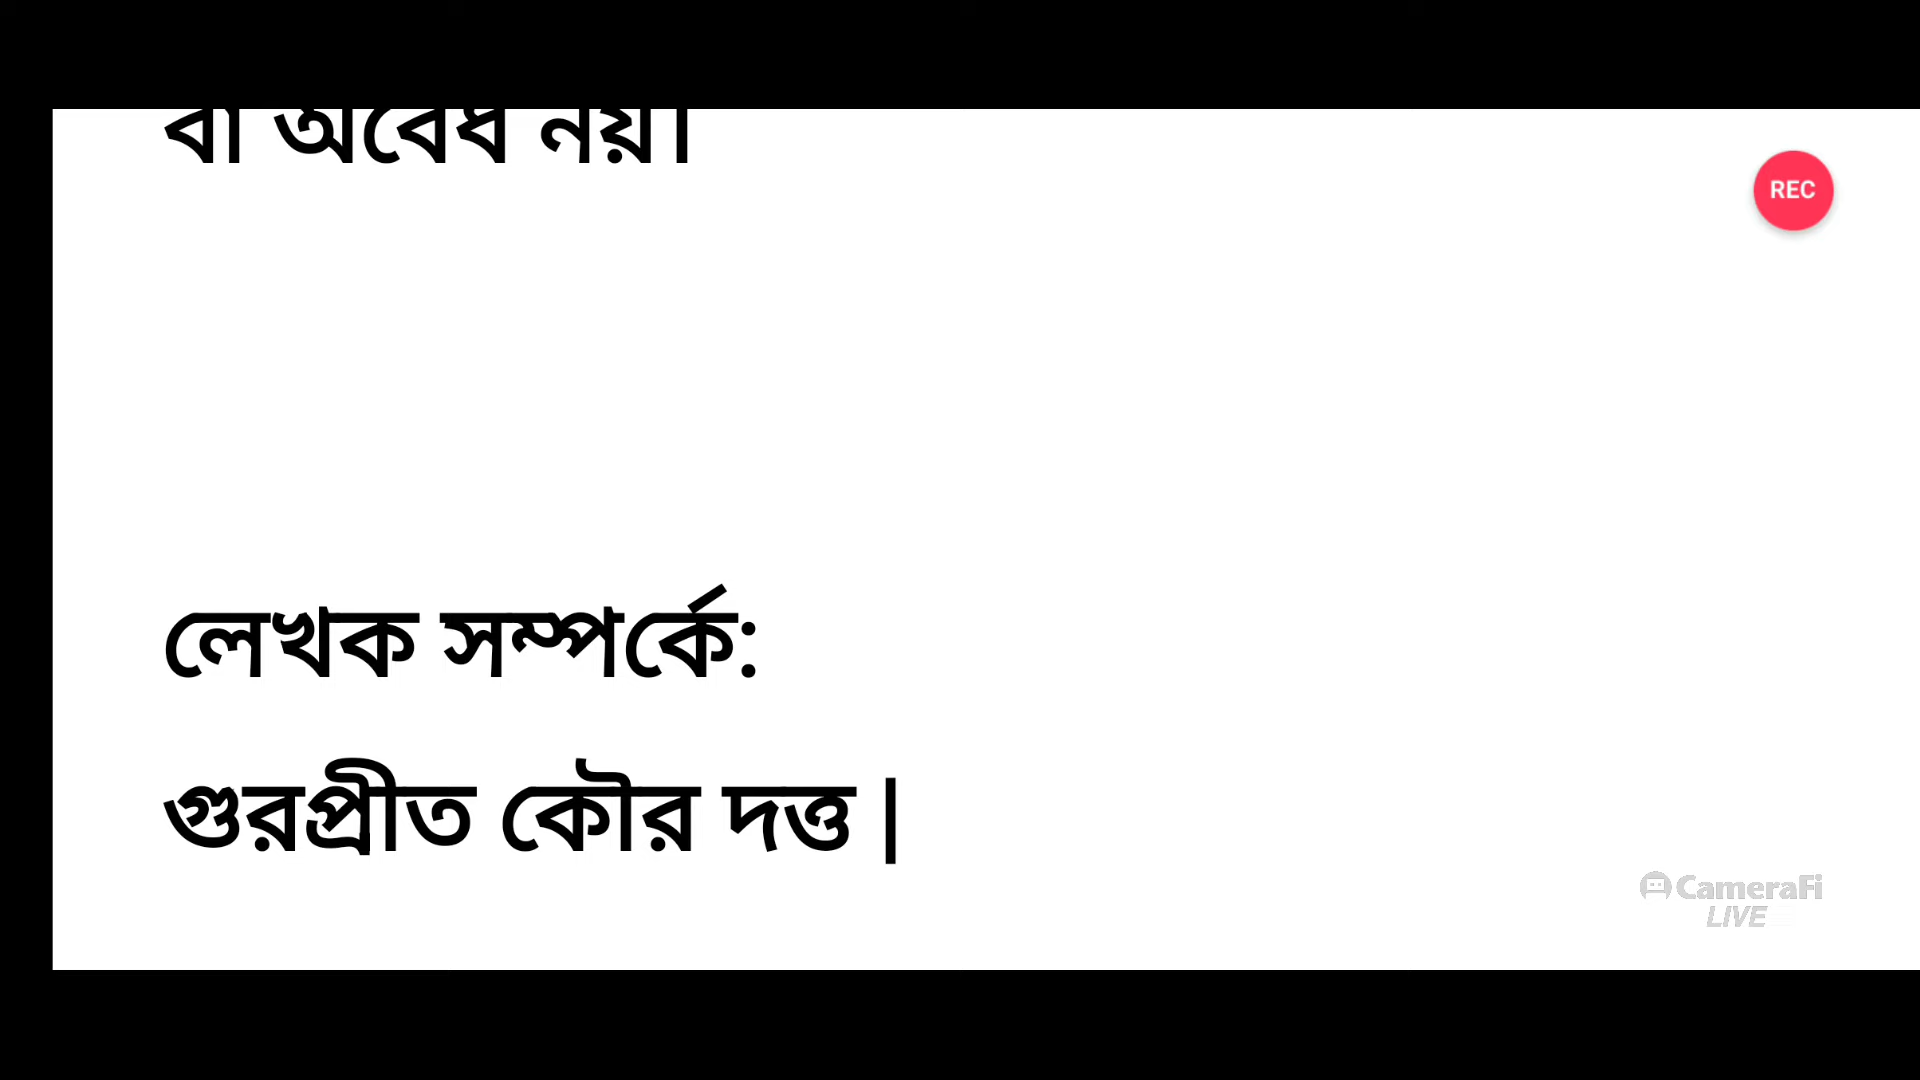 বা অবৈধ নয়।
REC
লেখক সম্পর্কে:
গুরপ্রীত কৌর দত্ত |
CameraFi
LIVE